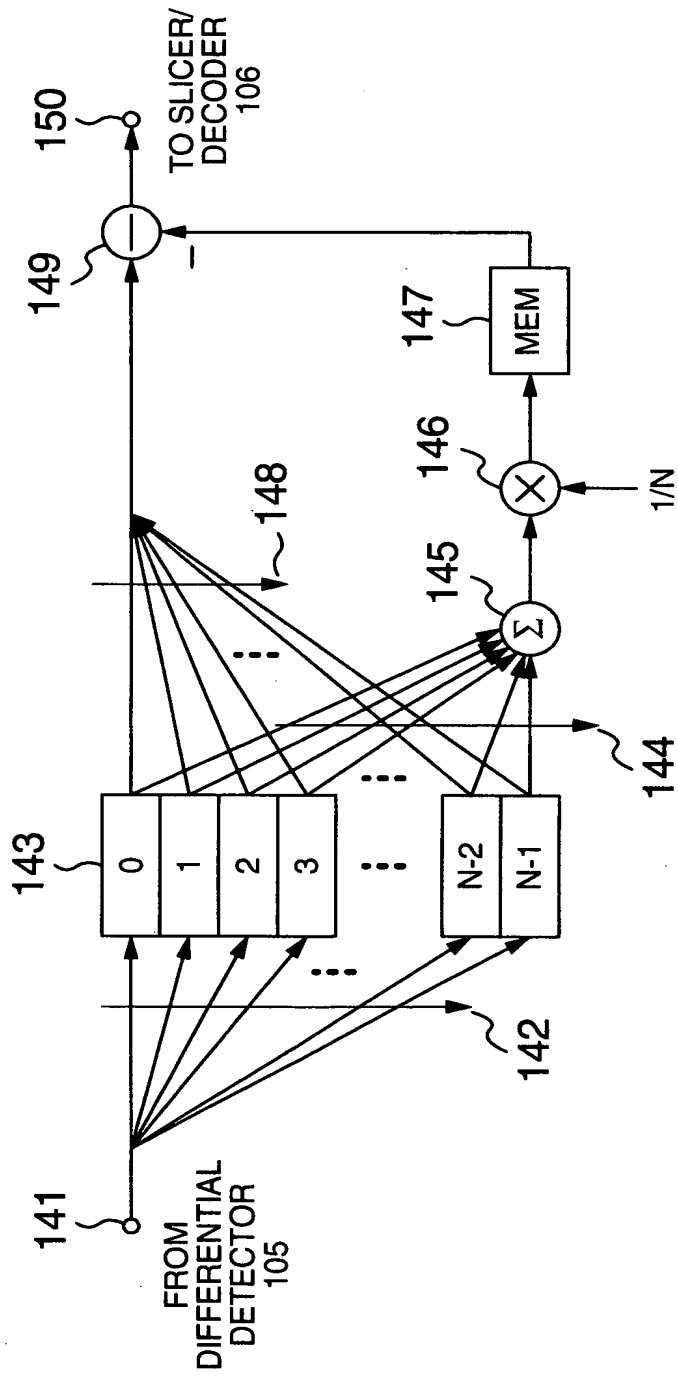 141
FROM
DIFFERENTIAL
DETECTOR
105
142
143
0
1
2
3
N-2
N-1
144
148
145
Σ
146
×
1/N
147
MEM
149
−
−
150
TO SLICER/
DECODER
106